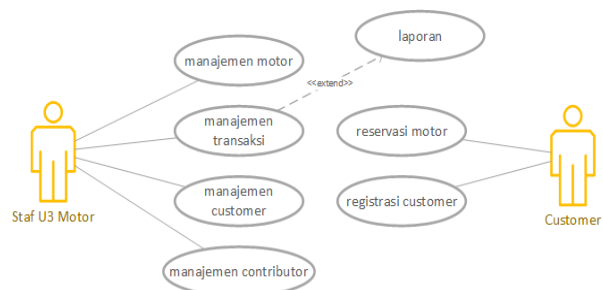 laporan
manajemen motor
<<extend>>
manajemen
transaksi
reservasi motor
manajemen
customer
registrasi customer
Staf U3 Motor
Customer
manajemen contributor